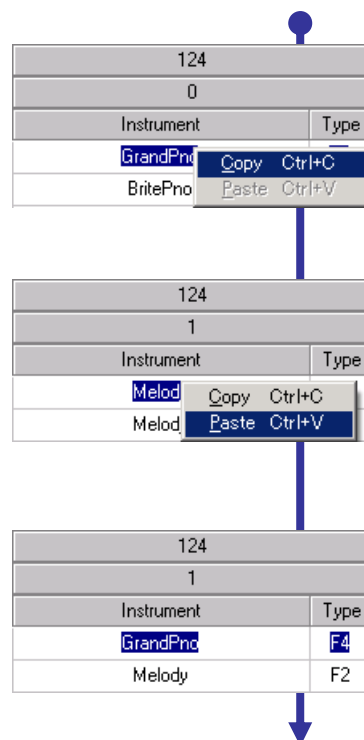 124
0
Instrument Type
GrandPno
Copy Ctrl+C
BritePno
Paste Ctrl+V
124
1
Instrument Type
Melod
Copy Ctrl+C
Melod
Paste Ctrl+V
124
1
Instrument Type
GrandPno F4
Melody F2